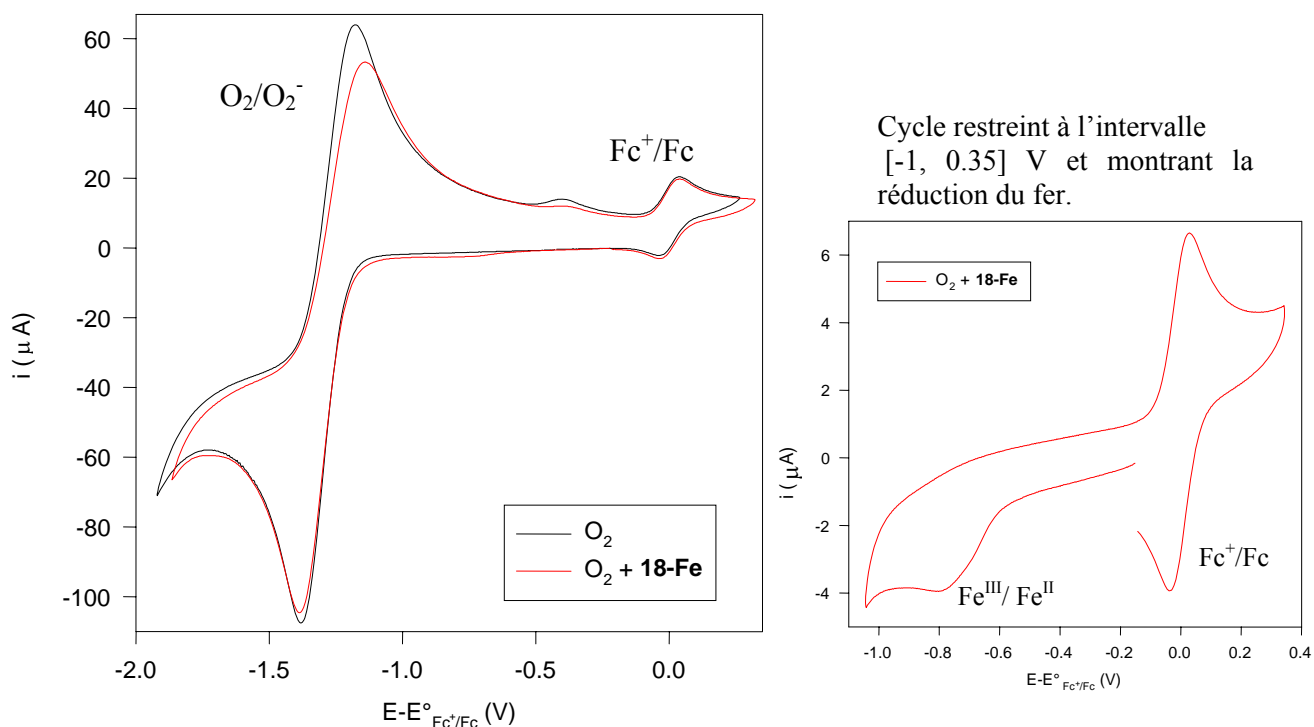 60
40
20
0
-20
-40
-60
-80
-100
i ( μ A)
O₂/O₂⁻
Fc⁺/Fc
O₂
O₂ + 18-Fe
-2.0 -1.5 -1.0 -0.5 0.0
E-E° Fc⁺/Fc (V)
Cycle restreint à l’intervalle
[-1, 0.35] V et montrant la
réduction du fer.
O₂ + 18-Fe
6
4
2
0
-2
-4
i ( μA)
Fc⁺/Fc
Feᴵᴵᴵ/ Feᴵᴵ
-1.0 -0.8 -0.6 -0.4 -0.2 0.0 0.2 0.4
E-E° Fc⁺/Fc (V)